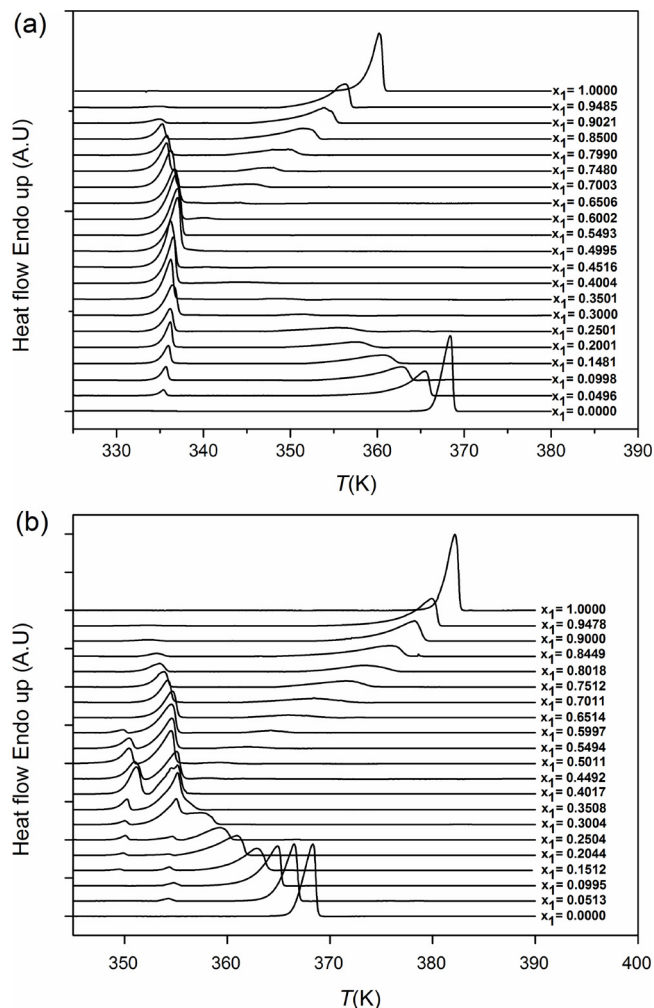 (a)
Heat flow Endo up (A.U)
x1= 1.0000
x1= 0.9485
x1= 0.9021
x1= 0.8500
x1= 0.7990
x1= 0.7480
x1= 0.7003
x1= 0.6506
x1= 0.6002
x1= 0.5493
x1= 0.4995
x1= 0.4516
x1= 0.4004
x1= 0.3501
x1= 0.3000
x1= 0.2501
x1= 0.2001
x1= 0.1481
x1= 0.0998
x1= 0.0496
x1= 0.0000
330 340 350 360 370 380 390
T(K)
(b)
Heat flow Endo up (A.U)
x1= 1.0000
x1= 0.9478
x1= 0.9000
x1= 0.8449
x1= 0.8018
x1= 0.7512
x1= 0.7011
x1= 0.6514
x1= 0.5997
x1= 0.5494
x1= 0.5011
x1= 0.4492
x1= 0.4017
x1= 0.3508
x1= 0.3004
x1= 0.2504
x1= 0.2044
x1= 0.1512
x1= 0.0995
x1= 0.0513
x1= 0.0000
350 360 370 380 390 400
T(K)